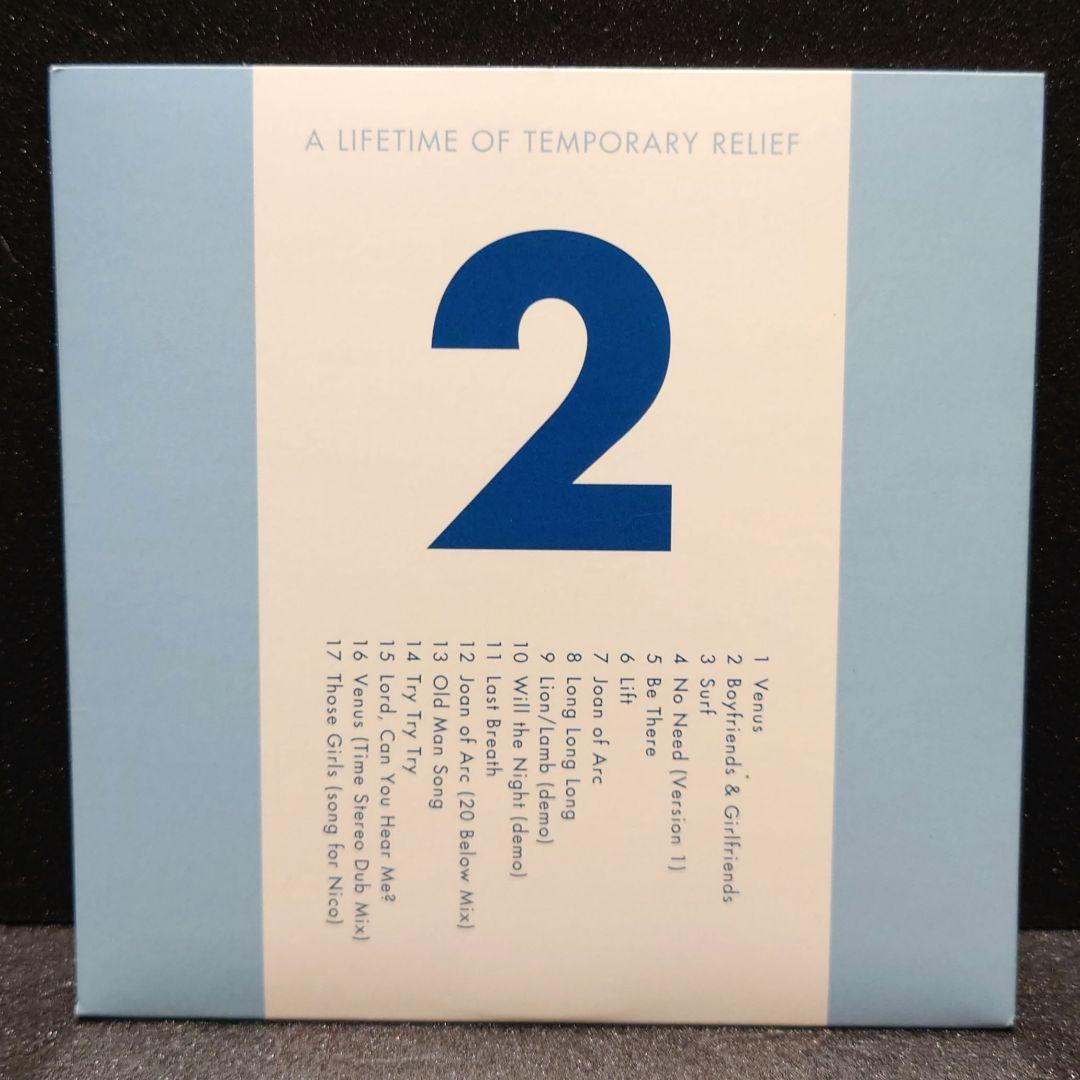 A LIFETIME OF TEMPORARY RELIEF
2
1 Venus
2 Boyfriends & Girlfriends
3 Surf
4 No Need (Version 1)
5 Be There
6 Lift
7 Joan of Arc
8 Long Long Long
9 Lion/Lamb (demo)
10 Will the Night (demo)
11 Last Breath
12 Joan of Arc (20 Below Mix)
13 Old Man Song
14 Try Try Try
15 Lord, Can You Hear Me?
16 Venus (Time Stereo Dub Mix)
17 Those Girls (song for Nico)